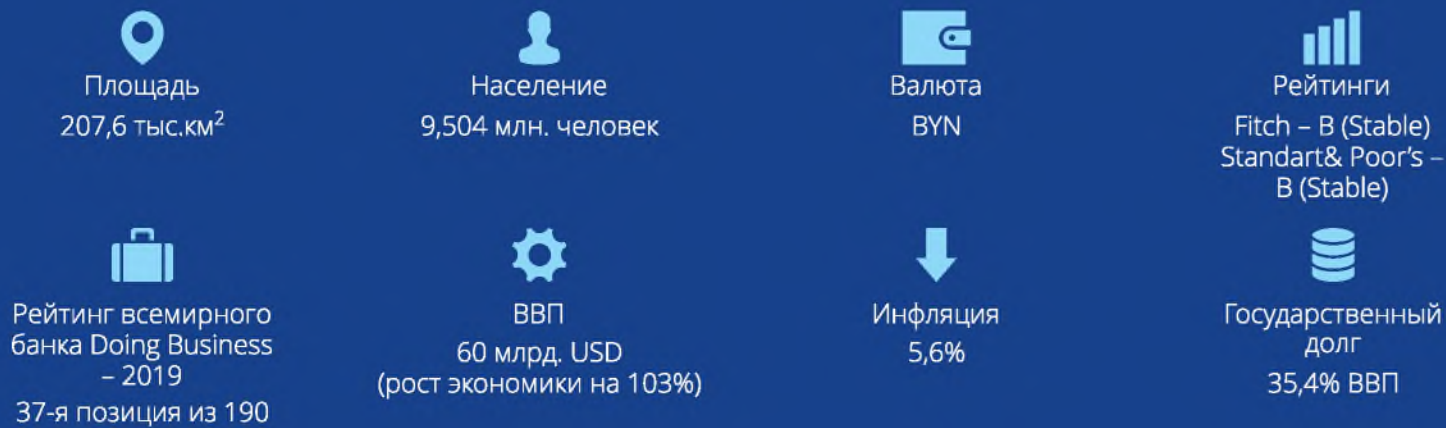 Площадь
207,6 тыс.км²
Население
9,504 млн. человек
Валюта
BYN
Рейтинги
Fitch – B (Stable)
Standart& Poor's –
B (Stable)
Рейтинг всемирного
банка Doing Business
– 2019
37-я позиция из 190
ВВП
60 млрд. USD
(рост экономики на 103%)
Инфляция
5,6%
Государственный
долг
35,4% ВВП